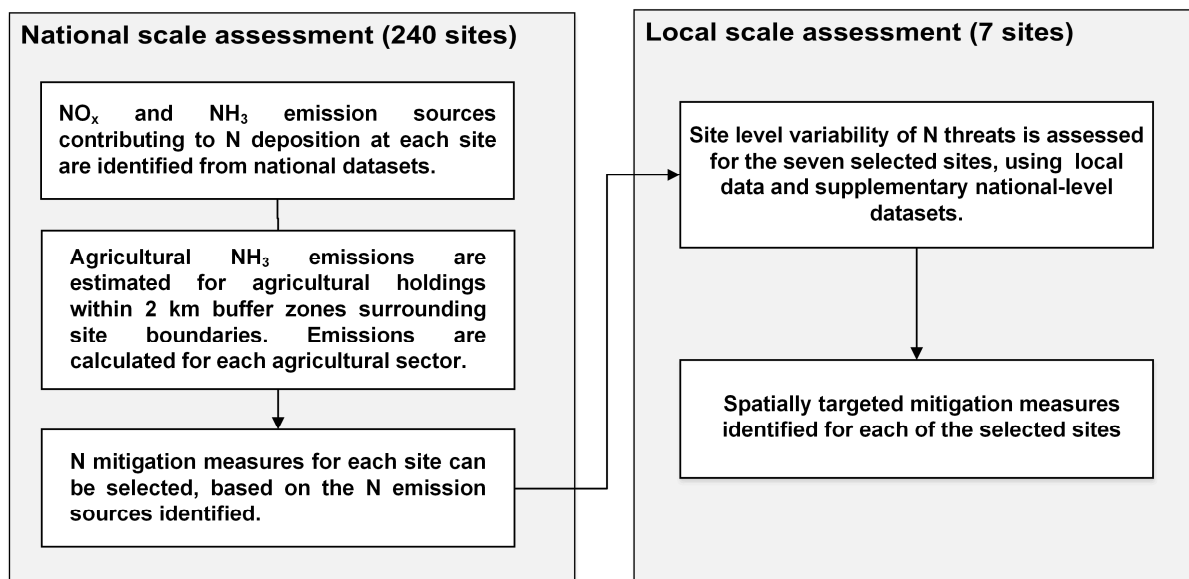 National scale assessment (240 sites)
NOx and NH3 emission sources
contributing to N deposition at each site
are identified from national datasets.
Agricultural NH3 emissions are
estimated for agricultural holdings
within 2 km buffer zones surrounding
site boundaries. Emissions are
calculated for each agricultural sector.
N mitigation measures for each site can
be selected, based on the N emission
sources identified.
Local scale assessment (7 sites)
Site level variability of N threats is assessed
for the seven selected sites, using local
data and supplementary national-level
datasets.
Spatially targeted mitigation measures
identified for each of the selected sites